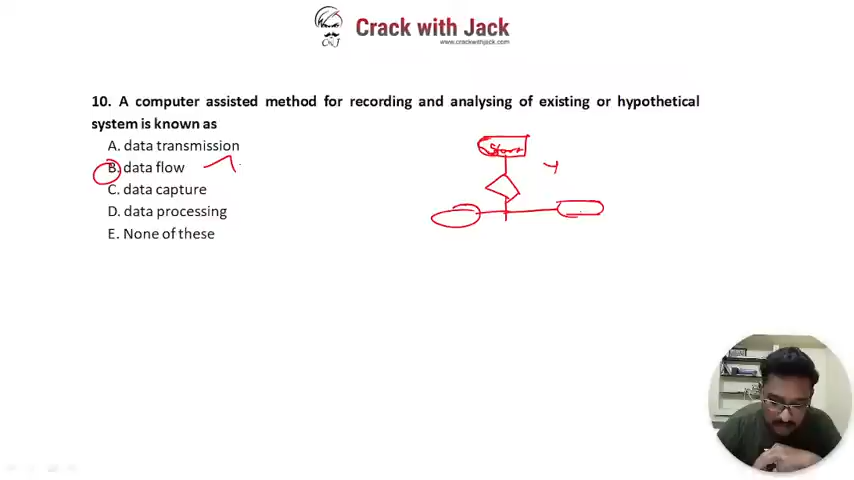 Crack with Jack
www.crackwithjack.com
10. A computer assisted method for recording and analysing of existing or hypothetical
system is known as
A. data transmission
B. data flow
C. data capture
D. data processing
E. None of these
Start